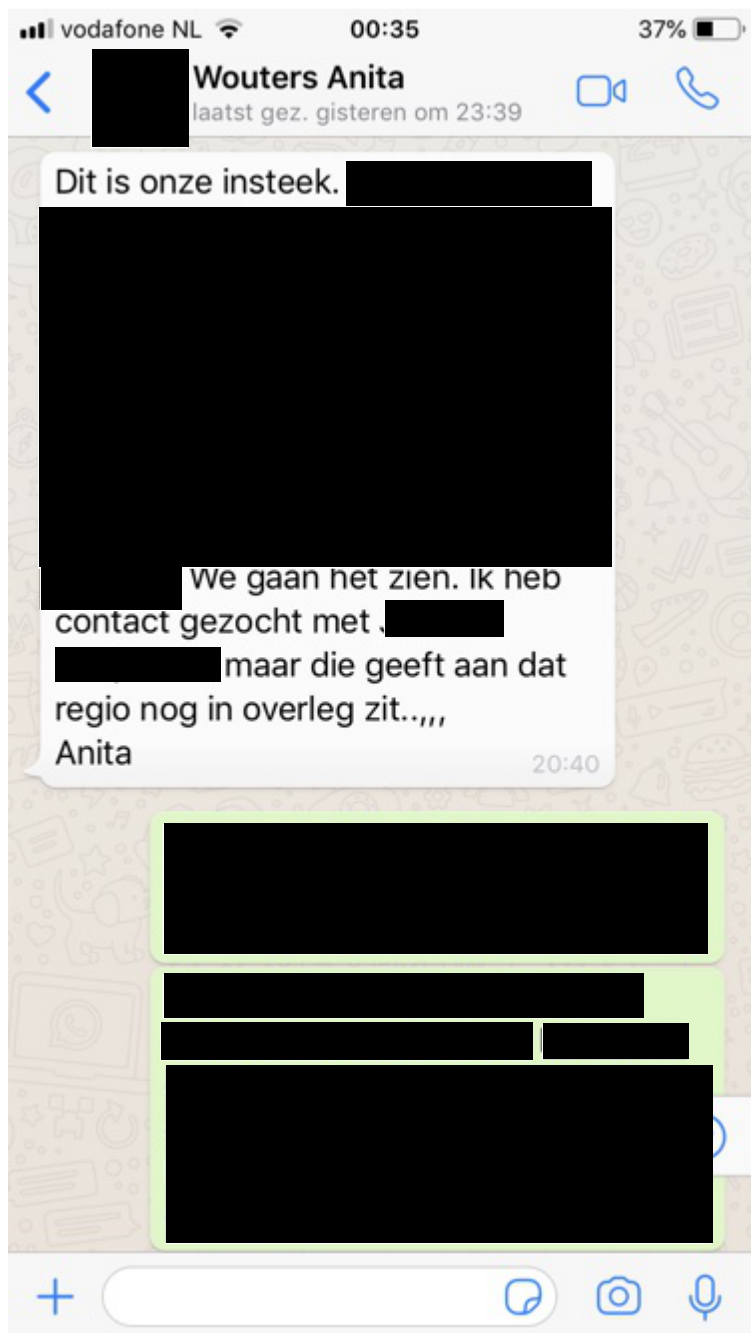 vodafone NL 00:35 37%
Wouters Anita
laatst gez. gisteren om 23:39
Dit is onze insteek.
We gaan het zien. Ik heb
contact gezocht met
maar die geeft aan dat
regio nog in overleg zit..,,,
Anita
20:40